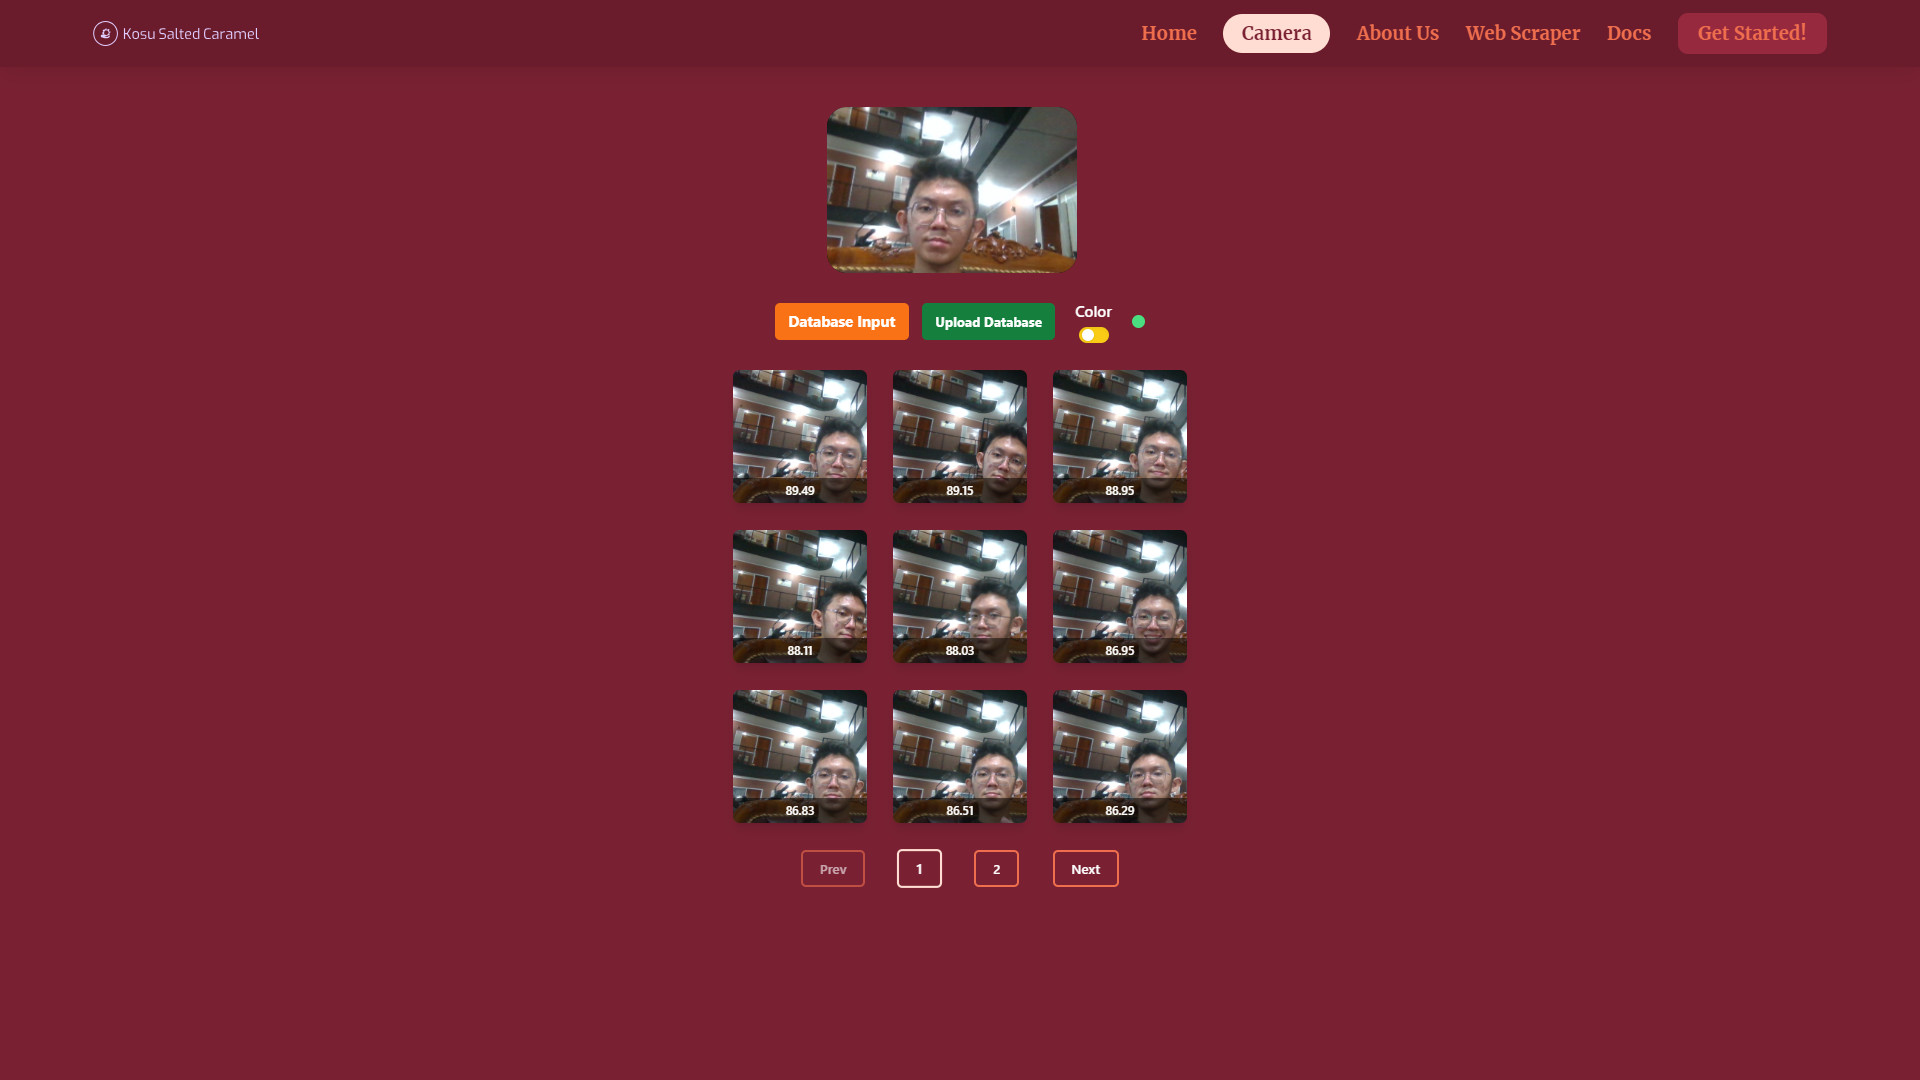 Kosu Salted Caramel
Home
Camera
About Us
Web Scraper
Docs
Get Started!
Database Input
Upload Database
Color
89.49
89.15
88.95
88.11
88.03
86.95
86.83
86.51
86.29
Prev
1
2
Next